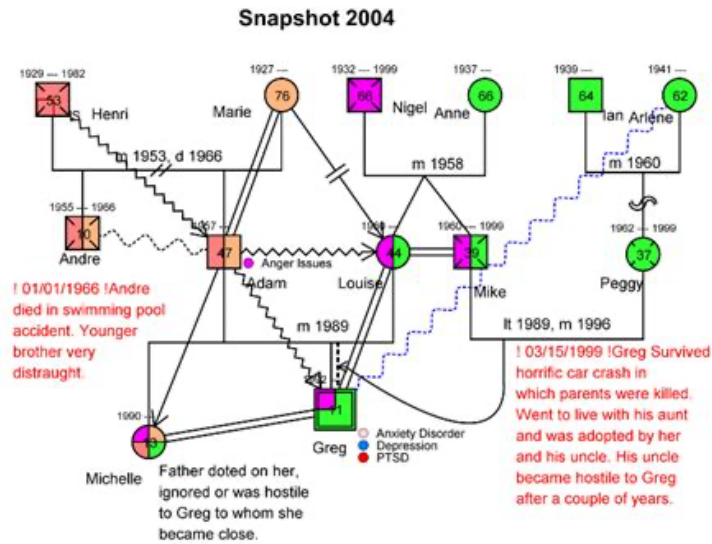 Snapshot 2004
1929 --- 1982
1927 ---
1932 --- 1999
1937 ---
1939 ---
1941 ---
53
76
66
66
64
62
Henri
Marie
Nigel
Anne
Ian
Arlene
m 1953, d 1966
m 1958
m 1960
1955 --- 1966
1960 --- 1999
1962 --- 1999
10
47
44
39
37
Andre
Anger Issues
Adam
Louise
Mike
Peggy
! 01/01/1966 !Andre
died in swimming pool
accident. Younger
brother very
distraught.
m 1989
lt 1989, m 1996
! 03/15/1999 !Greg Survived
horrific car crash in
which parents were killed.
Went to live with his aunt
and was adopted by her
and his uncle. His uncle
became hostile to Greg
after a couple of years.
1990 ---
11
Greg
Anxiety Disorder
Depression
PTSD
Michelle
Father doted on her,
ignored or was hostile
to Greg to whom she
became close.